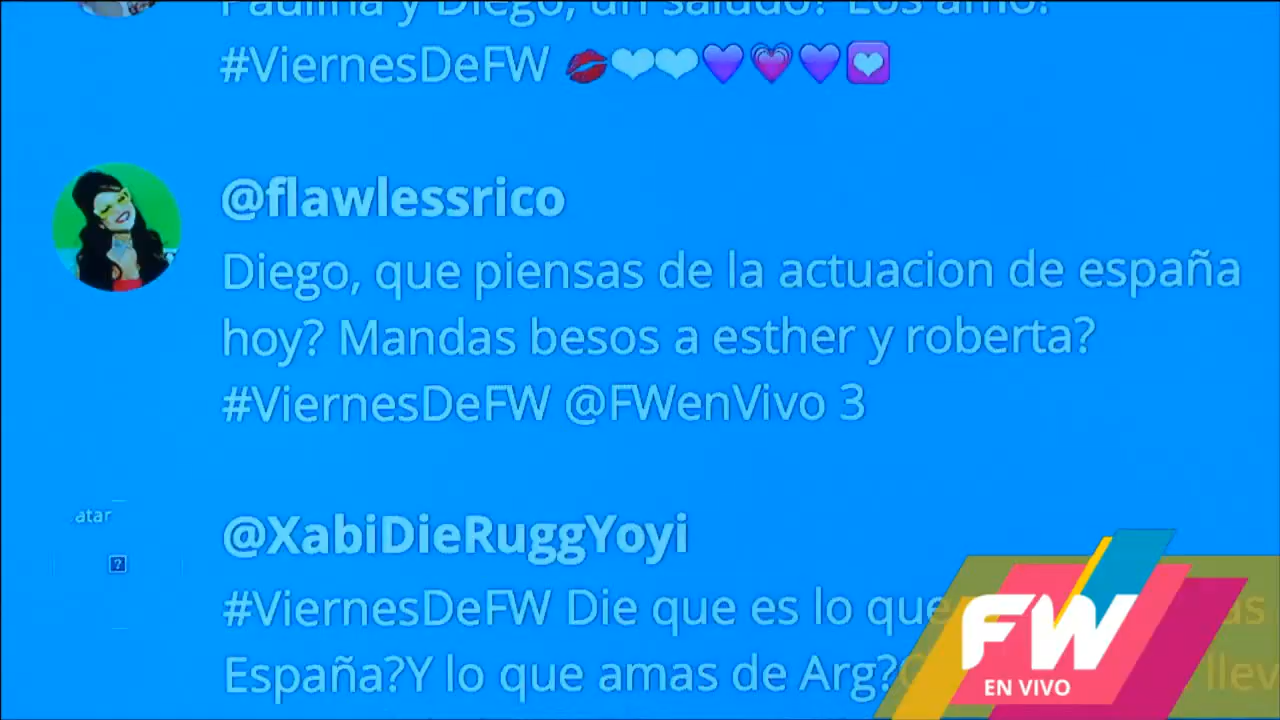 Paulina y Diego, un saludo? Los amo!
#ViernesDeFW 💋❤❤💜💗💜💟
@flawlessrico
Diego, que piensas de la actuacion de españa
hoy? Mandas besos a esther y roberta?
#ViernesDeFW @FWenVivo 3
atar
@XabiDieRuggYoyi
#ViernesDeFW Die que es lo que
España?Y lo que amas de Arg?
FW
EN VIVO